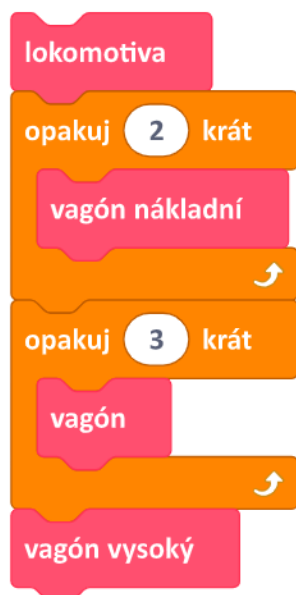 lokomotiva
opakuj 2 krát
vagón nákladní
opakuj 3 krát
vagón
vagón vysoký